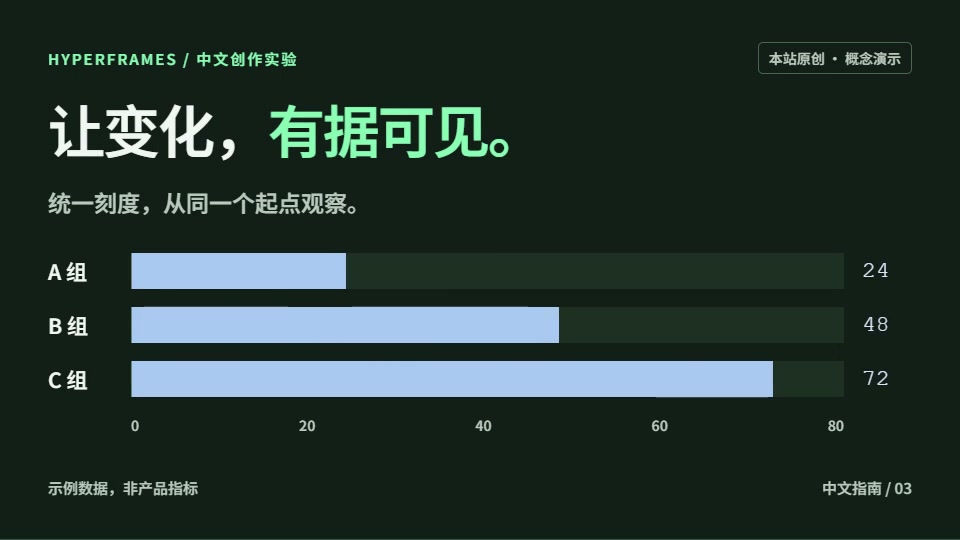 HYPERFRAMES / 中文创作实验
本站原创 · 概念演示
让变化，有据可见。
统一刻度，从同一个起点观察。
A 组 24
B 组 48
C 组 72
0 20 40 60 80
示例数据，非产品指标
中文指南 / 03